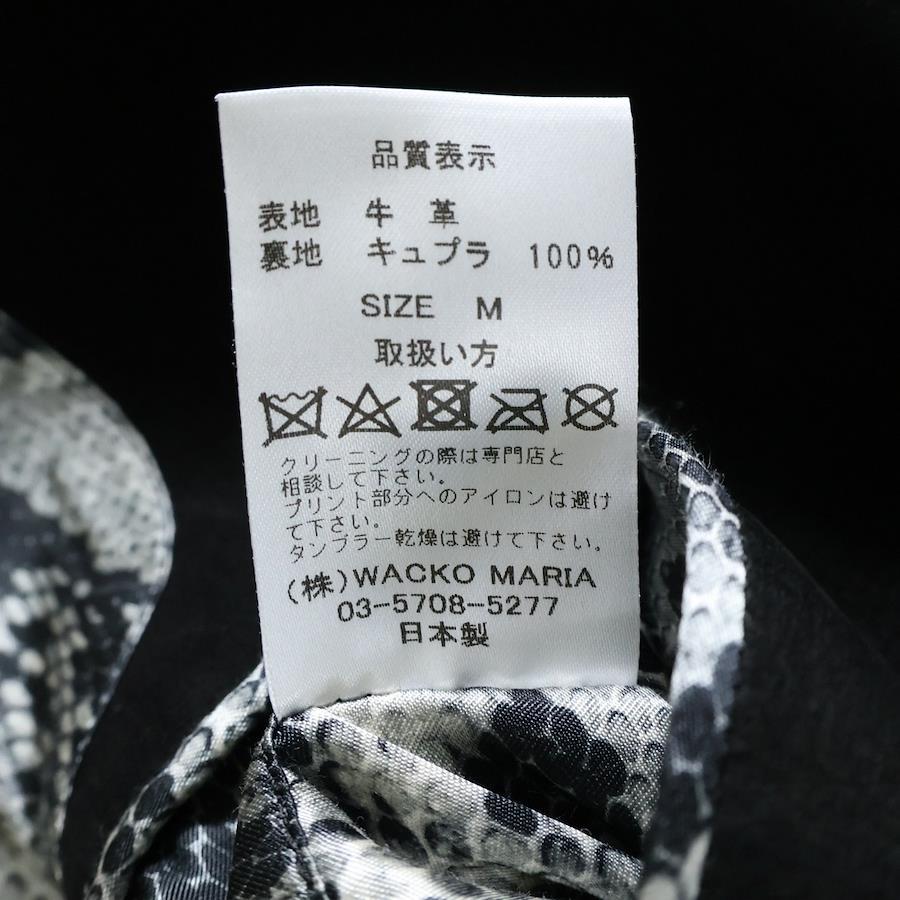 品質表示
表地 牛 革
裏地 キュプラ 100%
SIZE M
取扱い方
クリーニングの際は専門店と
相談して下さい。
プリント部分へのアイロンは避け
て下さい。
タンブラー乾燥は避けて下さい。
(株)WACKO MARIA
03-5708-5277
日本製